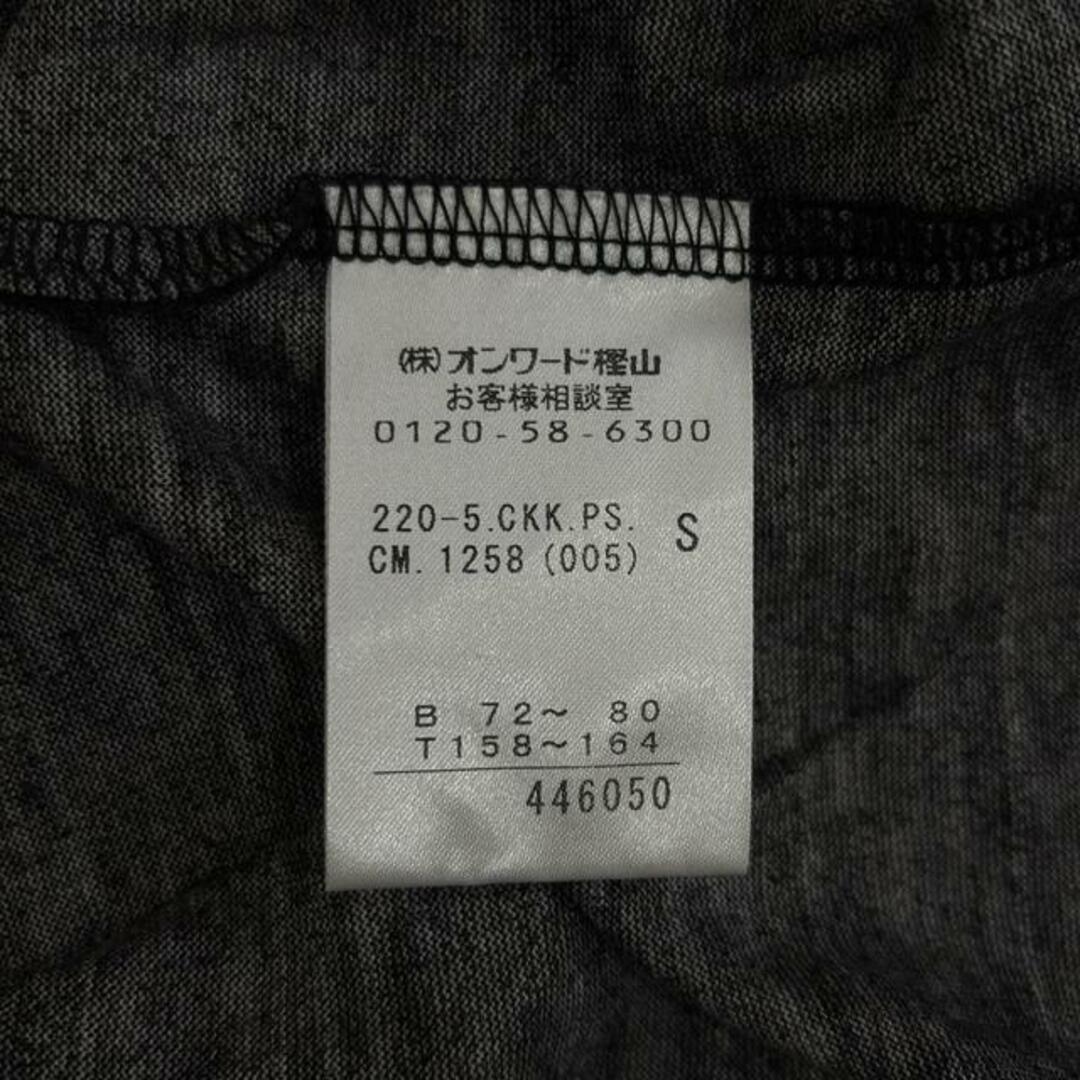 (株)オンワード樫山
お客様相談室
0120-58-6300
220-5.CKK.PS.
CM.1258 (005) S
B 72～ 80
T158～164
446050